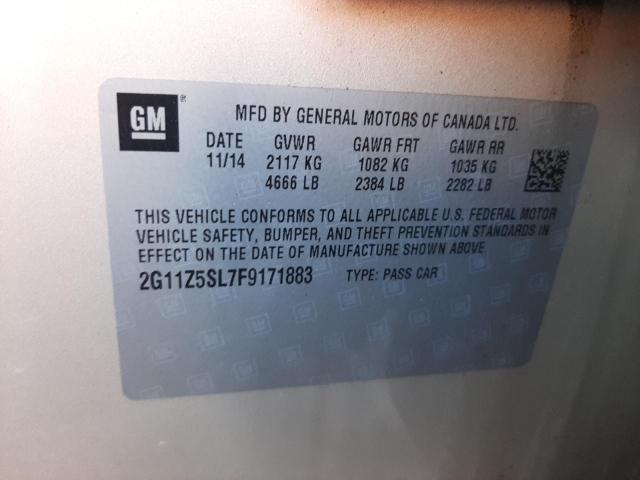 GM®
MFD BY GENERAL MOTORS OF CANADA LTD.
DATE GVWR GAWR FRT GAWR RR
11/14 2117 KG 1082 KG 1035 KG
4666 LB 2384 LB 2282 LB
THIS VEHICLE CONFORMS TO ALL APPLICABLE U.S. FEDERAL MOTOR
VEHICLE SAFETY, BUMPER, AND THEFT PREVENTION STANDARDS IN
EFFECT ON THE DATE OF MANUFACTURE SHOWN ABOVE.
2G11Z5SL7F9171883 TYPE: PASS CAR